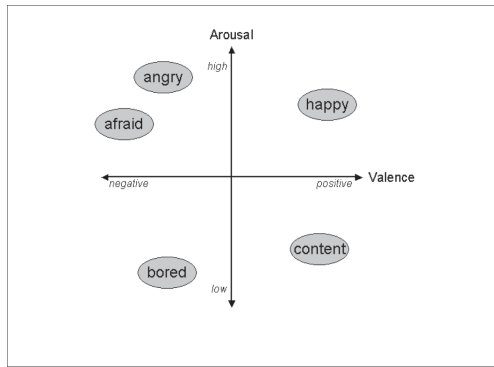 Arousal
high
angry
happy
afraid
negative
positive
Valence
content
bored
low